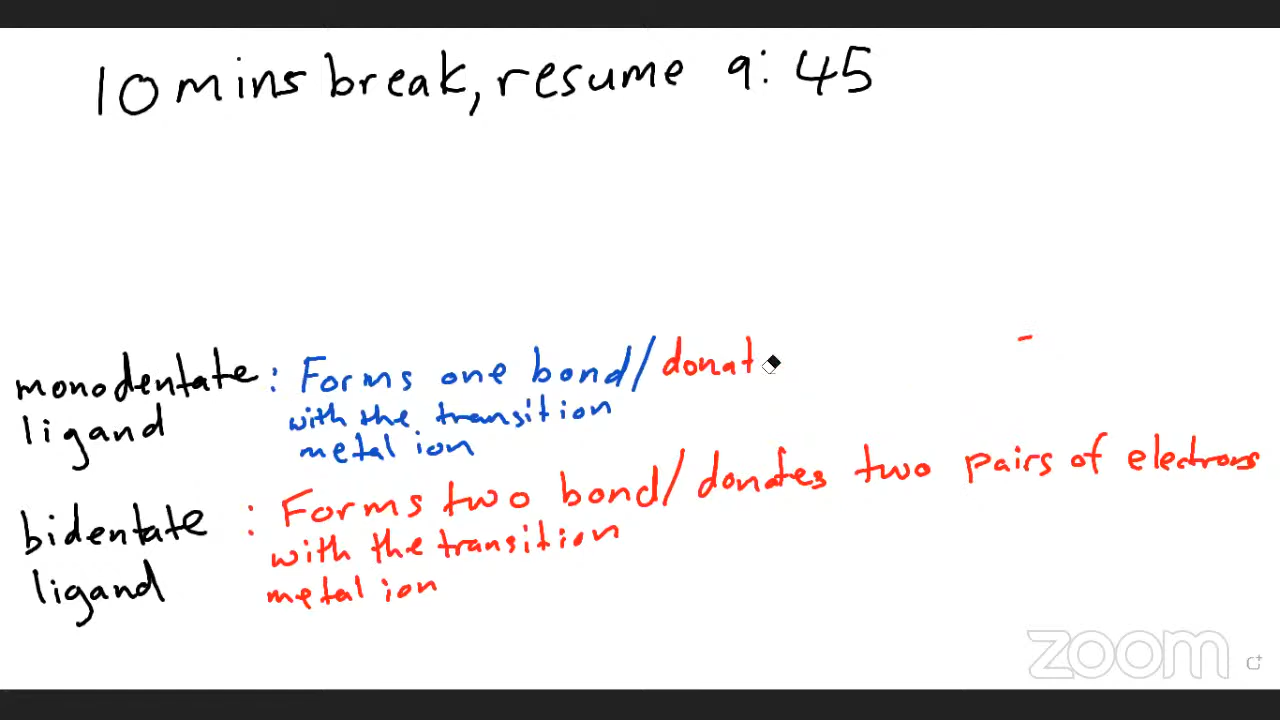 10 mins break, resume 9:45
monodentate : Forms one bond/donat
ligand
with the transition
metal ion
bidentate : Forms two bond/donates two pairs of electrons
ligand
with the transition
metal ion
zoom